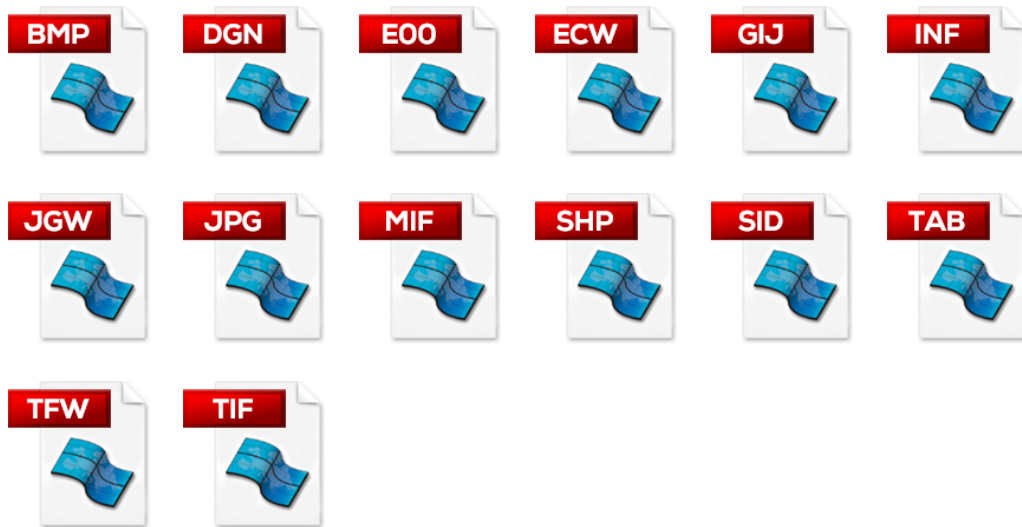 BMP DGN E00 ECW GIJ INF
JGW JPG MIF SHP SID TAB
TFW TIF